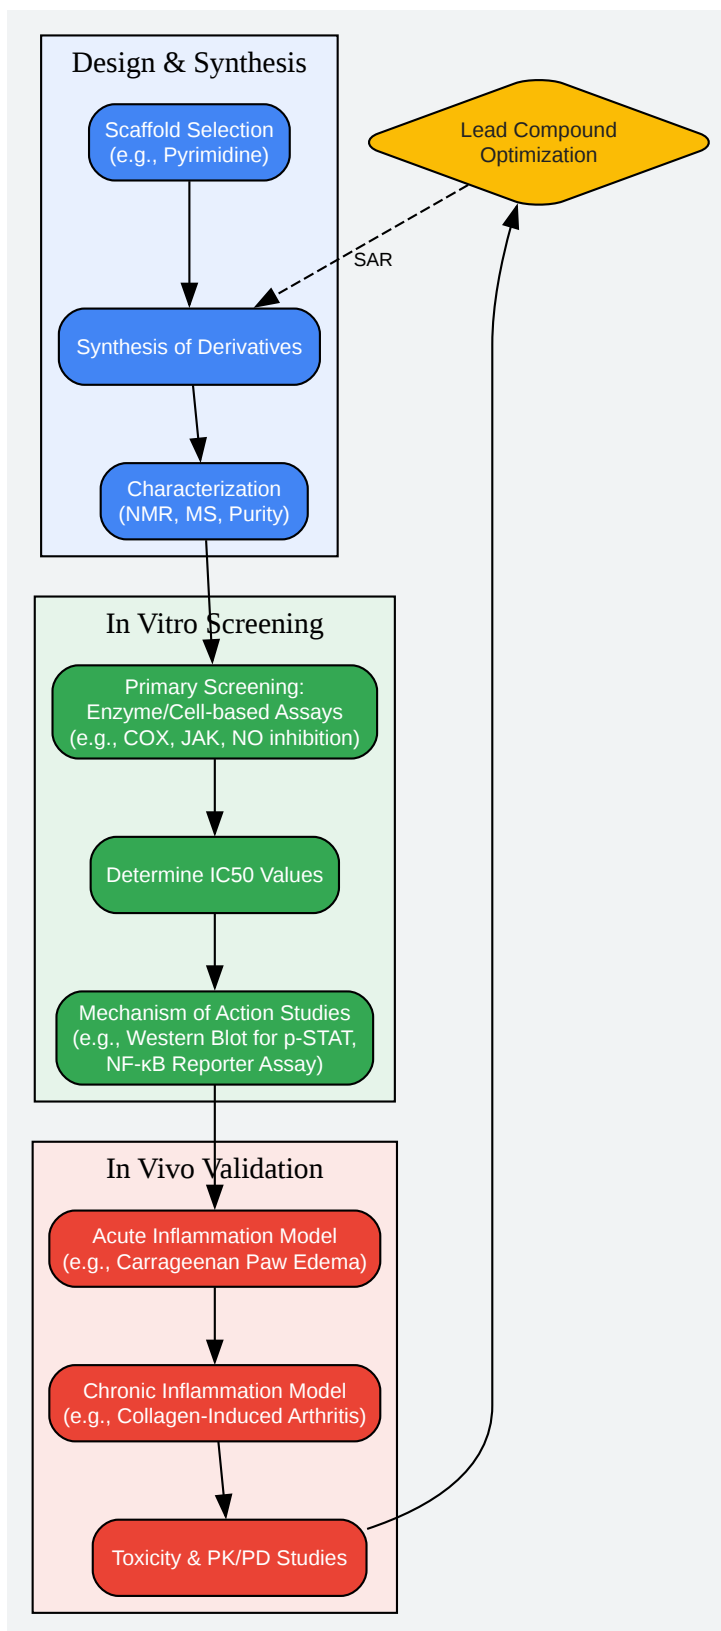 Design & Synthesis
Scaffold Selection
(e.g., Pyrimidine)
Lead Compound
Optimization
SAR
Synthesis of Derivatives
Characterization
(NMR, MS, Purity)
In Vitro Screening
Primary Screening:
Enzyme/Cell-based Assays
(e.g., COX, JAK, NO inhibition)
Determine IC50 Values
Mechanism of Action Studies
(e.g., Western Blot for p-STAT,
NF-κB Reporter Assay)
In Vivo Validation
Acute Inflammation Model
(e.g., Carrageenan Paw Edema)
Chronic Inflammation Model
(e.g., Collagen-Induced Arthritis)
Toxicity & PK/PD Studies